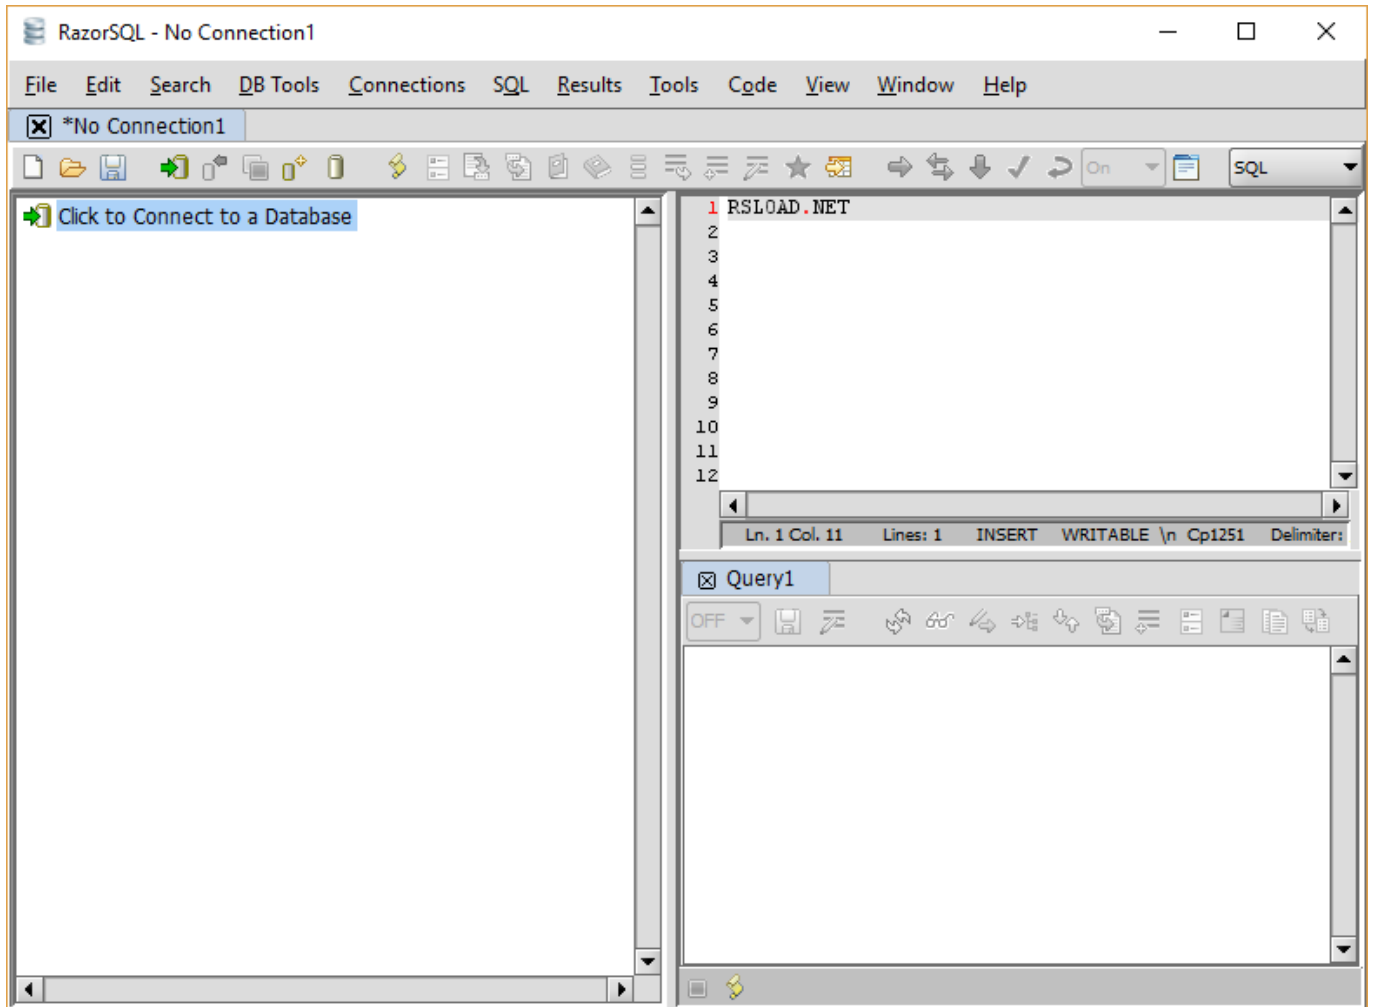 RazorSQL - No Connection1
File Edit Search DB Tools Connections SQL Results Tools Code View Window Help
*No Connection1
On SQL
Click to Connect to a Database
1 RSLOAD.NET
2
3
4
5
6
7
8
9
10
11
12
Ln. 1 Col. 11 Lines: 1 INSERT WRITABLE \n Cp1251 Delimiter:
Query1
OFF